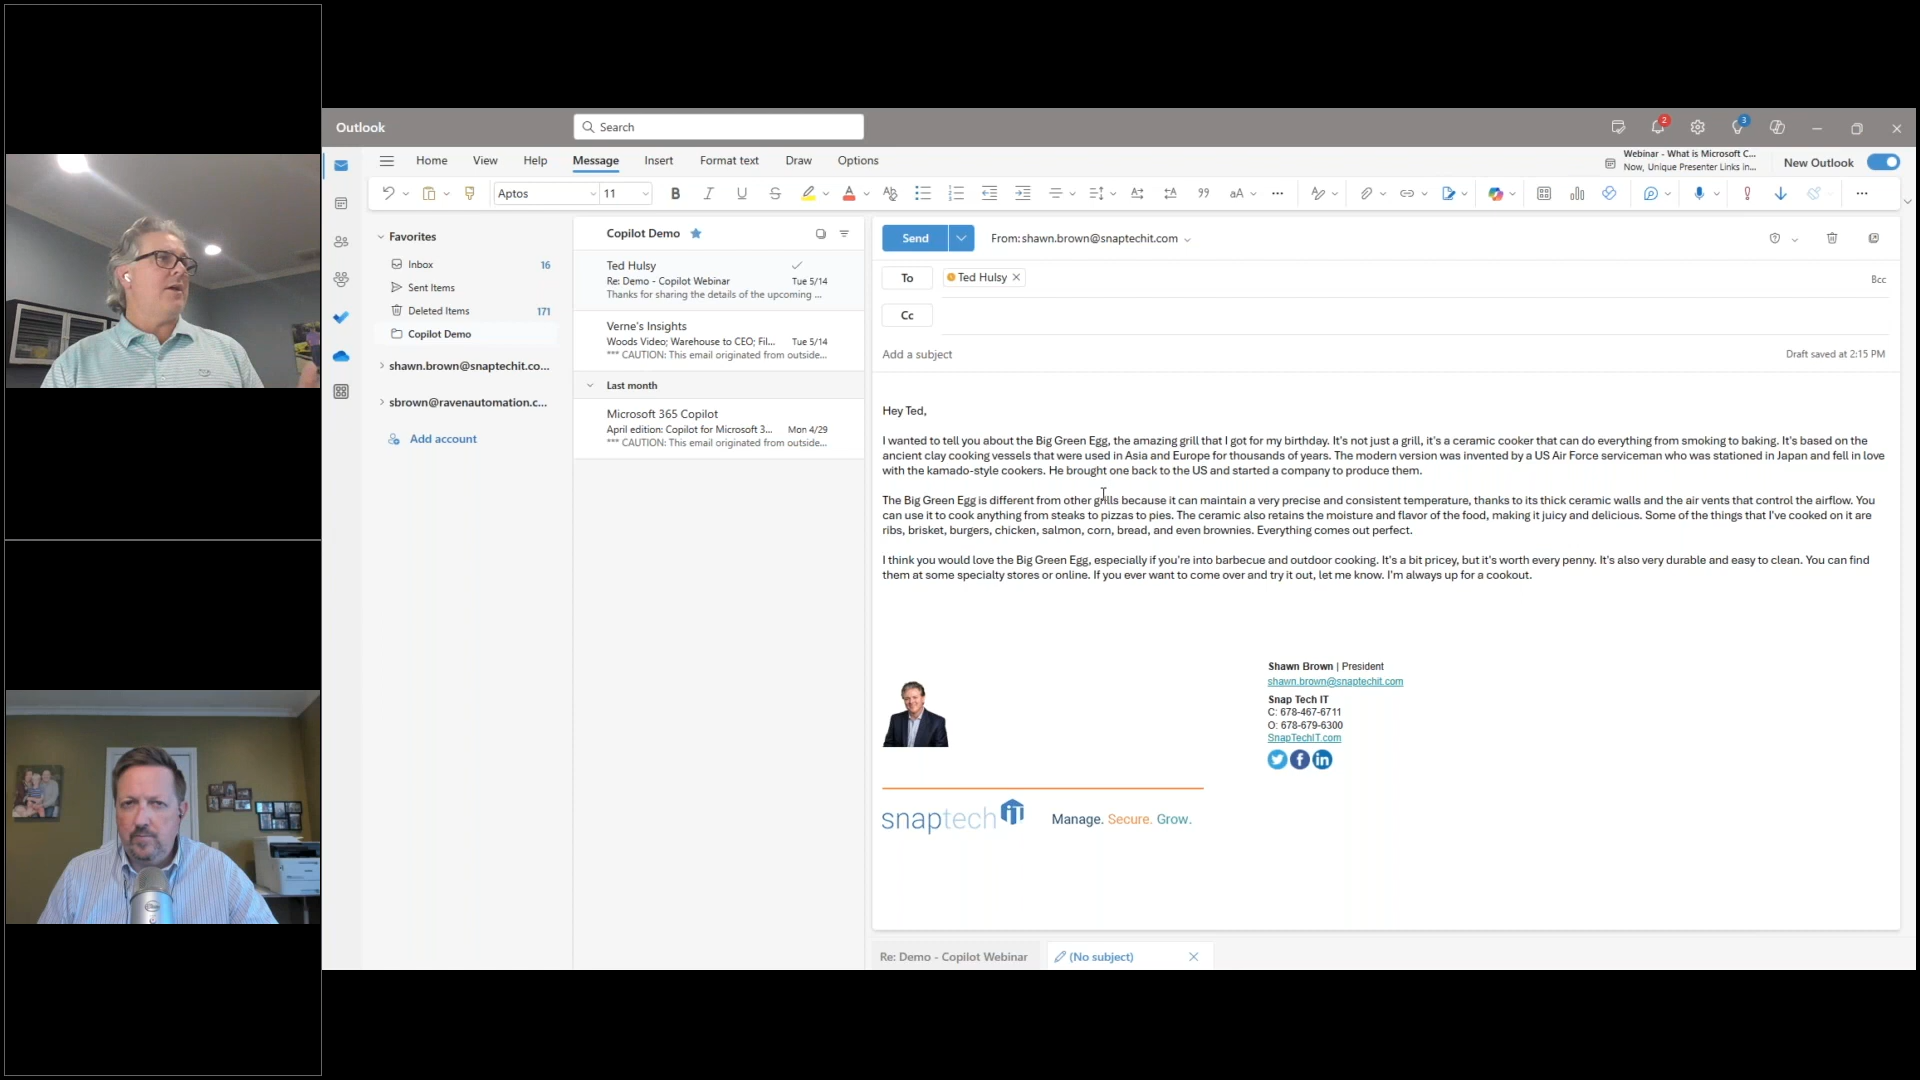 Outlook
Search
2
3
Home View Help Message Insert Format text Draw Options
Webinar - What is Microsoft C...
Now, Unique Presenter Links in...
New Outlook
Aptos 11
Favorites
Inbox 16
Sent Items
Deleted Items 171
Copilot Demo
shawn.brown@snaptechit.co...
sbrown@ravenautomation.c...
Add account
Copilot Demo
Ted Hulsy
Re: Demo - Copilot Webinar Tue 5/14
Thanks for sharing the details of the upcoming ...
Verne's Insights
Woods Video; Warehouse to CEO; Fil... Tue 5/14
*** CAUTION: This email originated from outside...
Last month
Microsoft 365 Copilot
April edition: Copilot for Microsoft 3... Mon 4/29
*** CAUTION: This email originated from outside...
Send From: shawn.brown@snaptechit.com
To Ted Hulsy Bcc
Cc
Add a subject Draft saved at 2:15 PM
Hey Ted,
I wanted to tell you about the Big Green Egg, the amazing grill that I got for my birthday. It's not just a grill, it's a ceramic cooker that can do everything from smoking to baking. It's based on the
ancient clay cooking vessels that were used in Asia and Europe for thousands of years. The modern version was invented by a US Air Force serviceman who was stationed in Japan and fell in love
with the kamado-style cookers. He brought one back to the US and started a company to produce them.
The Big Green Egg is different from other grills because it can maintain a very precise and consistent temperature, thanks to its thick ceramic walls and the air vents that control the airflow. You
can use it to cook anything from steaks to pizzas to pies. The ceramic also retains the moisture and flavor of the food, making it juicy and delicious. Some of the things that I've cooked on it are
ribs, brisket, burgers, chicken, salmon, corn, bread, and even brownies. Everything comes out perfect.
I think you would love the Big Green Egg, especially if you're into barbecue and outdoor cooking. It's a bit pricey, but it's worth every penny. It's also very durable and easy to clean. You can find
them at some specialty stores or online. If you ever want to come over and try it out, let me know. I'm always up for a cookout.
Shawn Brown | President
shawn.brown@snaptechit.com
Snap Tech IT
C: 678-467-6711
O: 678-679-6300
SnapTechIT.com
snaptech iT Manage. Secure. Grow.
Re: Demo - Copilot Webinar (No subject)